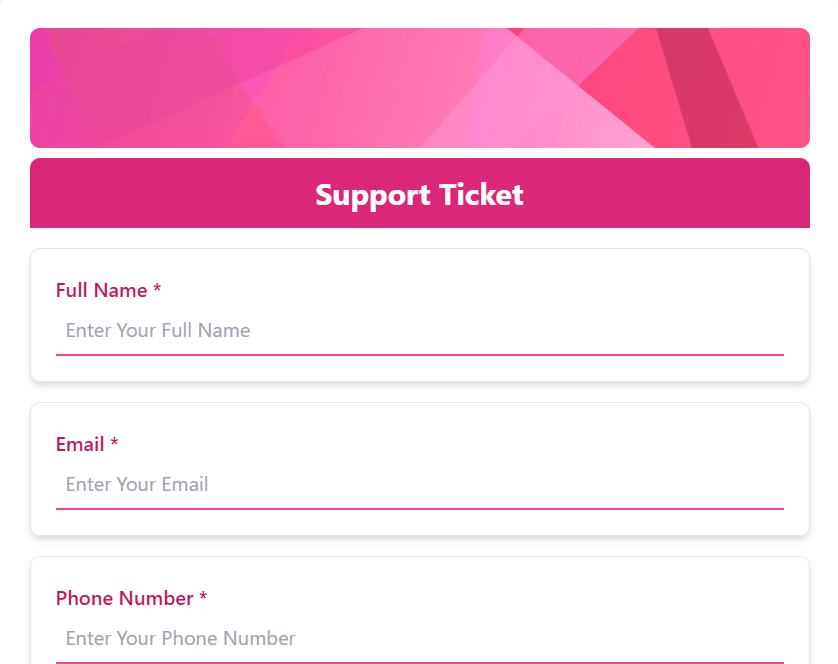 Support Ticket
Full Name *
Enter Your Full Name
Email *
Enter Your Email
Phone Number *
Enter Your Phone Number